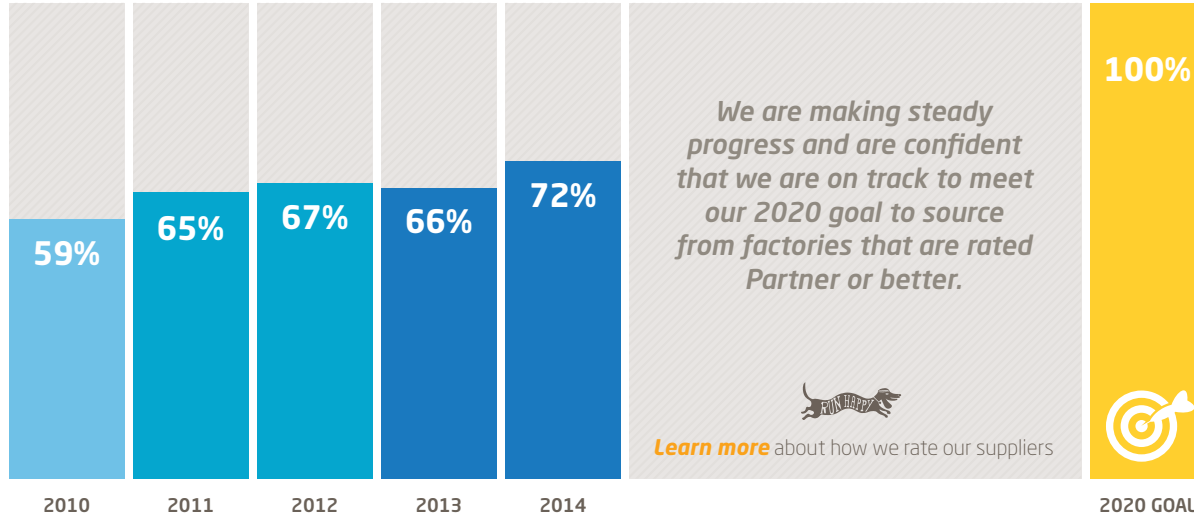 59%
65%
67%
66%
72%
We are making steady
progress and are confident
that we are on track to meet
our 2020 goal to source
from factories that are rated
Partner or better.
RUN HAPPY
Learn more about how we rate our suppliers
100%
2010
2011
2012
2013
2014
2020 GOAL